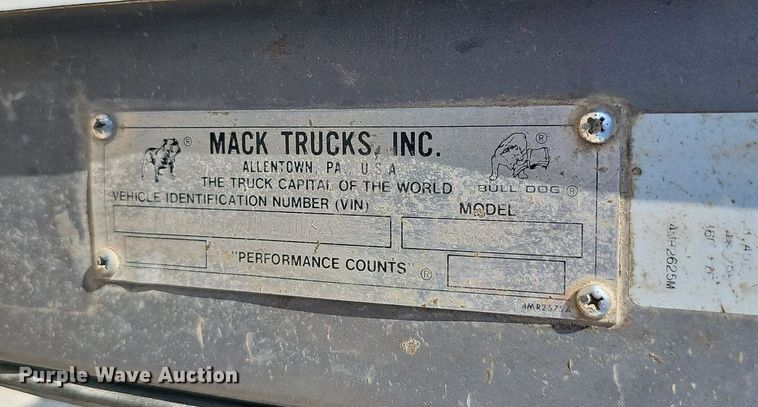 MACK TRUCKS, INC.
ALLENTOWN, PA., U.S.A
THE TRUCK CAPITAL OF THE WORLD
BULL DOG ®
VEHICLE IDENTIFICATION NUMBER (VIN)
MODEL
"PERFORMANCE COUNTS" ®
4MR2575A
4MR2625M
Purple Wave Auction